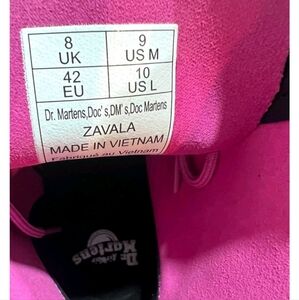 8 UK 9 US M
42 EU 10 US L
Dr. Martens,Doc's,DM's,Doc Martens
ZAVALA
MADE IN VIETNAM
Fabriqué au Vietnam
Dr. Martens